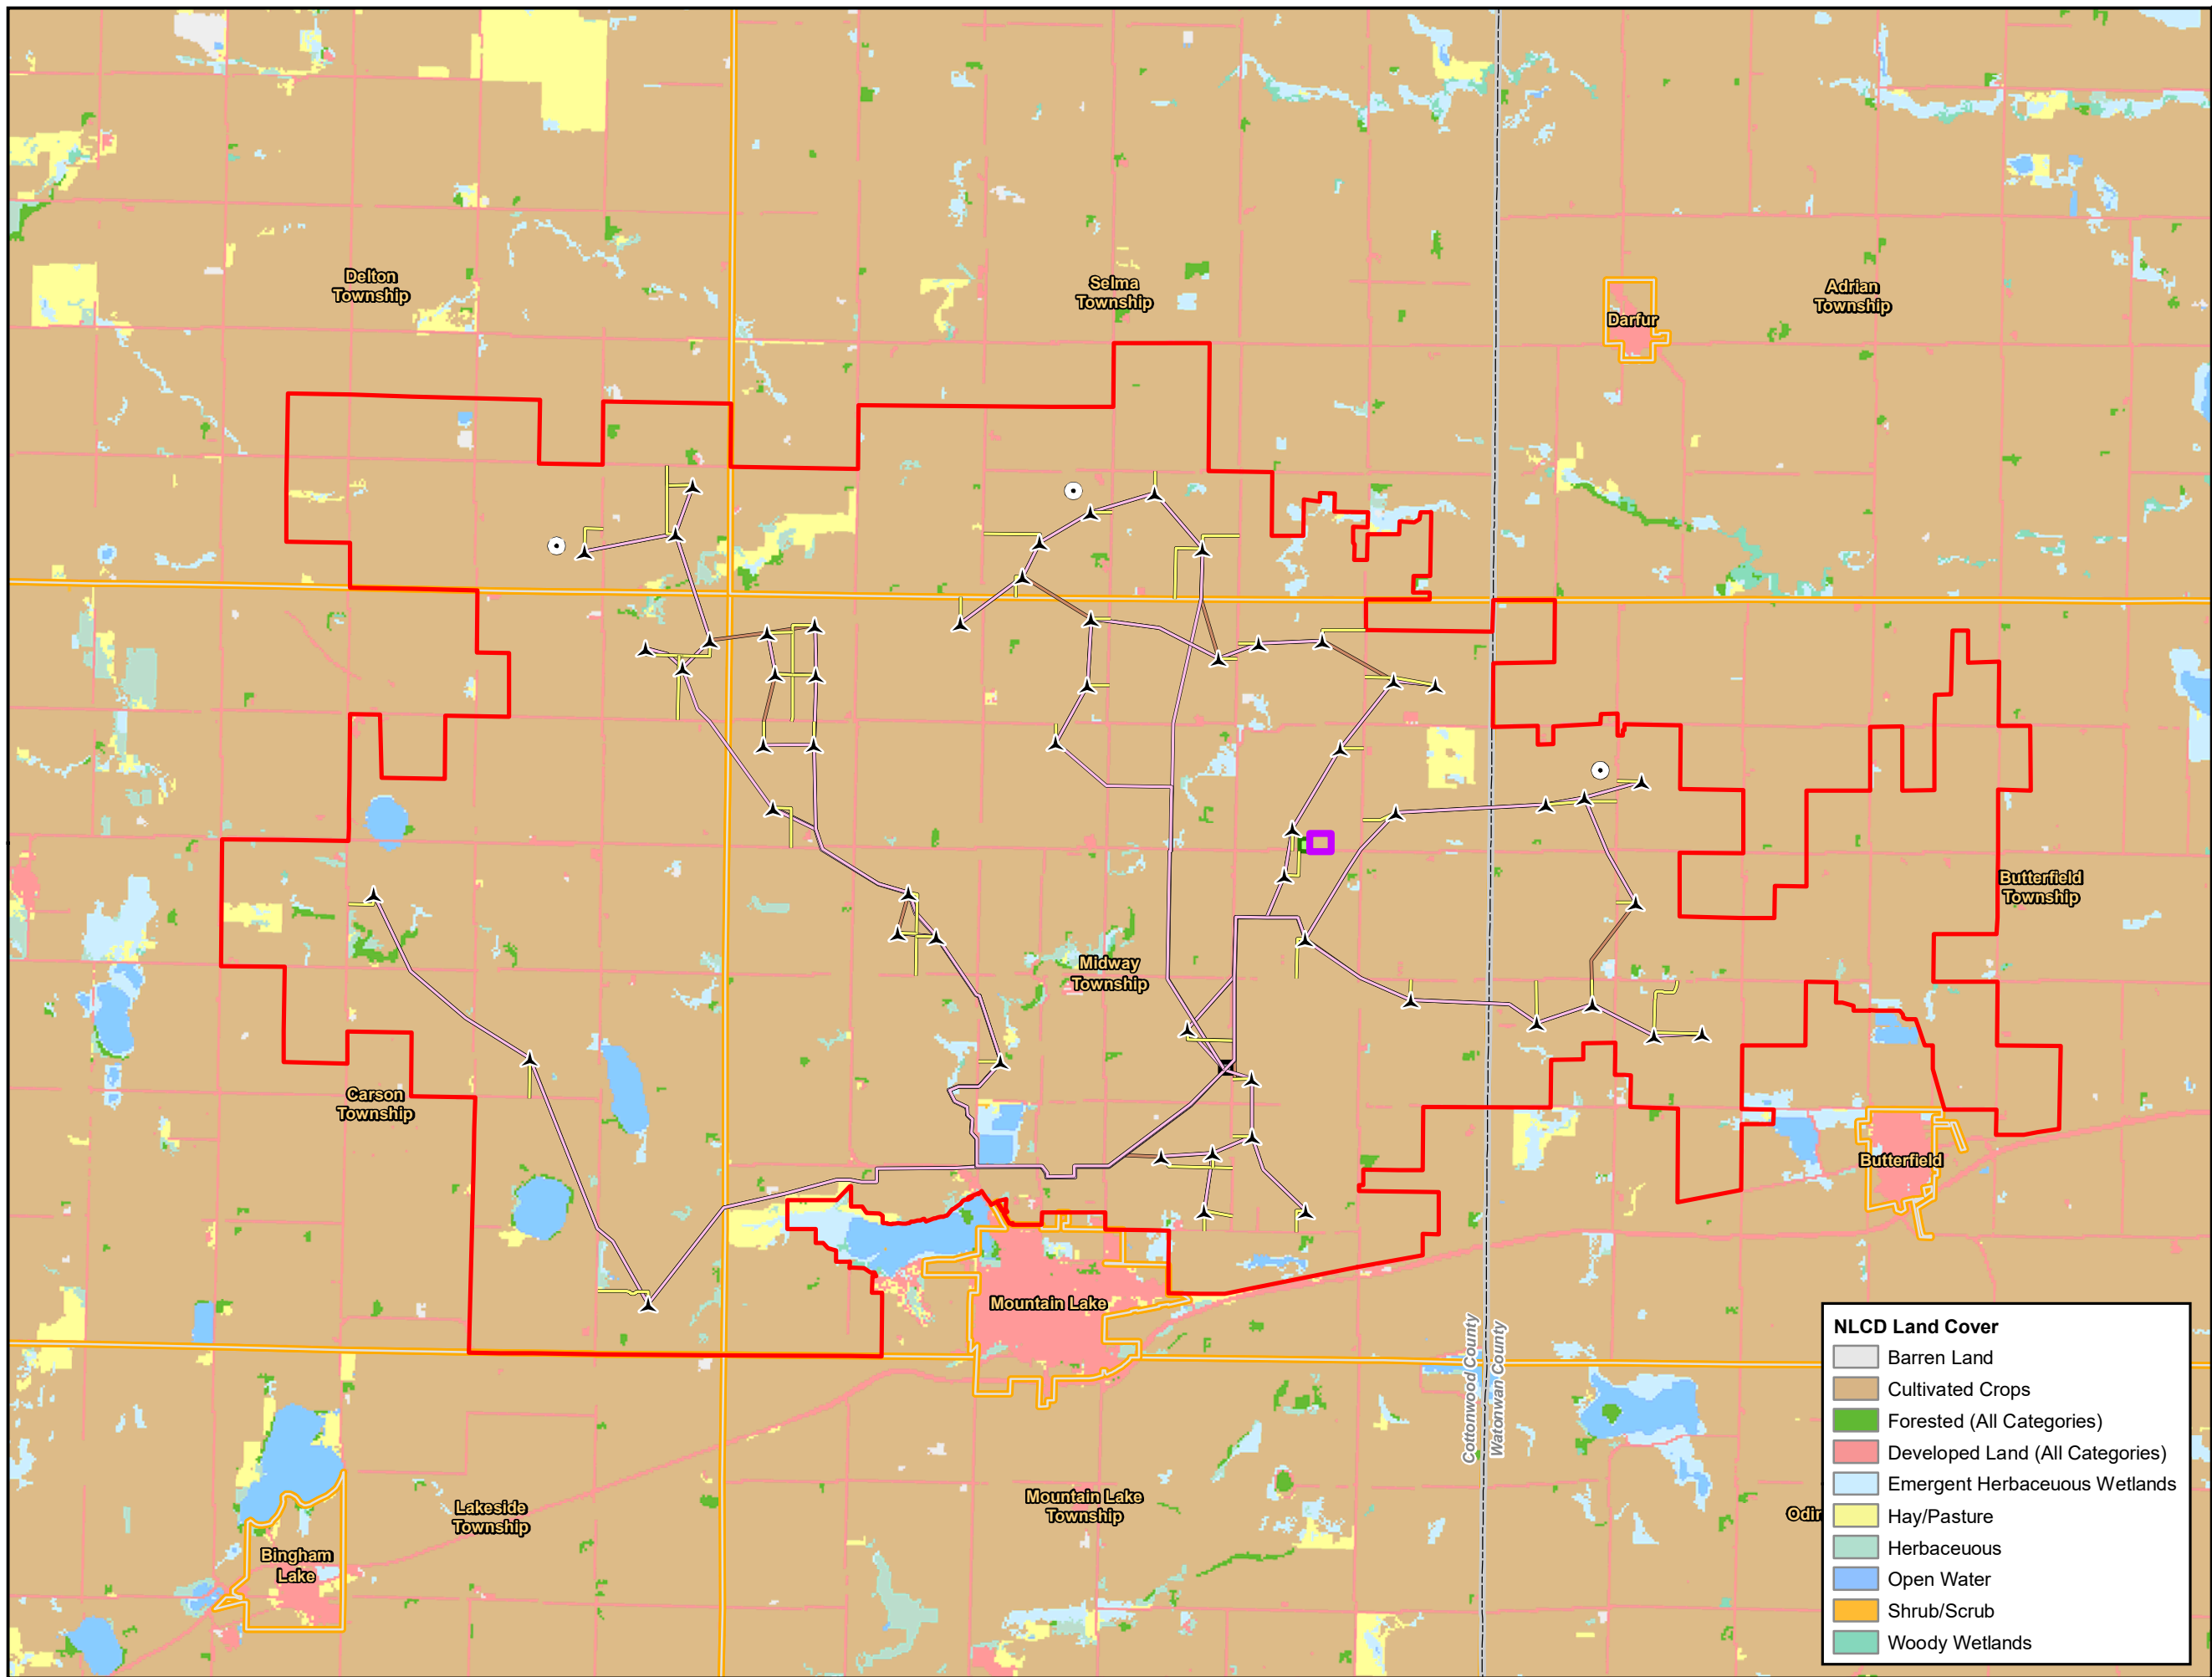 Delton
Township
Selma
Township
Adrian
Township
Darfur
Butterfield
Township
Midway
Township
Carson
Township
Butterfield
Mountain Lake
Cottonwood County
Watonwan County
Lakeside
Township
Mountain Lake
Township
Bingham
Lake
Odin
NLCD Land Cover
Barren Land
Cultivated Crops
Forested (All Categories)
Developed Land (All Categories)
Emergent Herbaceuous Wetlands
Hay/Pasture
Herbaceuous
Open Water
Shrub/Scrub
Woody Wetlands